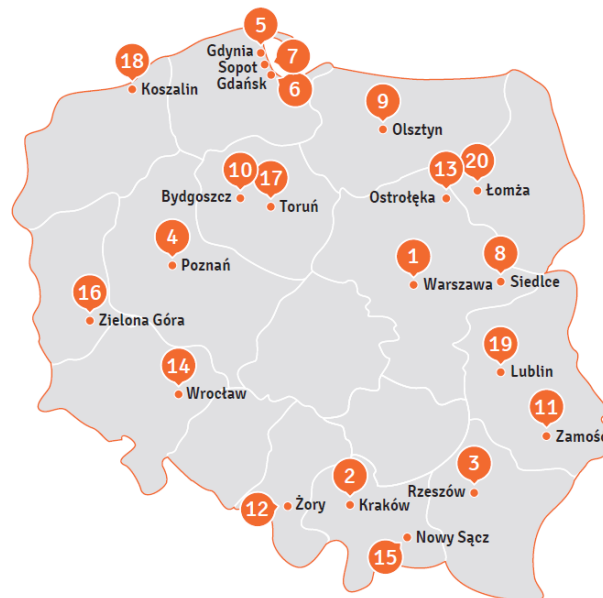 5
Gdynia
7
18
Sopot
Koszalin
Gdańsk
6
9
Olsztyn
10
17
13
20
Bydgoszcz
Toruń
Ostrołęka
Łomża
4
Poznań
1
8
Warszawa
Siedlce
16
Zielona Góra
14
Wrocław
19
Lublin
11
Zamość
2
3
Rzeszów
12
Żory
Kraków
Nowy Sącz
15